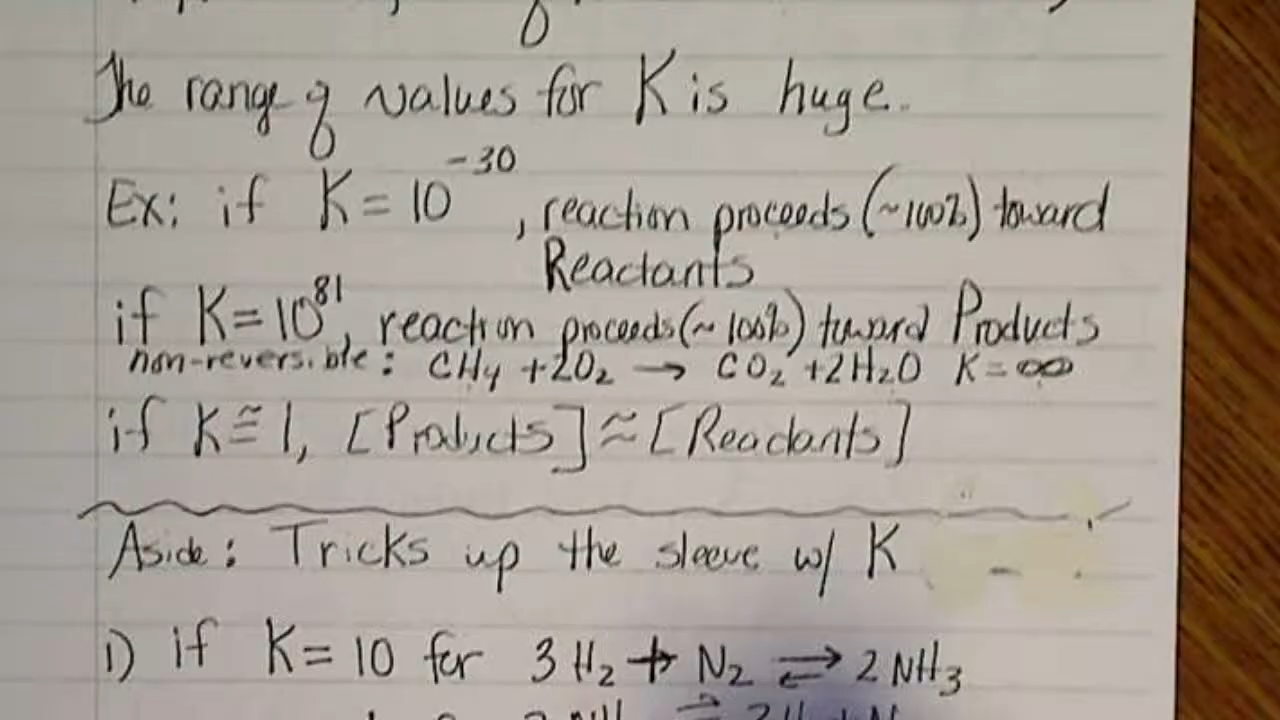 The range of values for K is huge.
Ex: if K = 10⁻³⁰, reaction proceeds (~100%) toward
Reactants
if K = 10⁸¹, reaction proceeds (~100%) toward Products
non-reversible: CH₄ + 2O₂ → CO₂ + 2H₂O K = ∞
if K ≅ 1, [Products] ≈ [Reactants]
Aside: Tricks up the sleeve w/ K
1) if K = 10 for 3H₂ + N₂ ⇌ 2NH₃